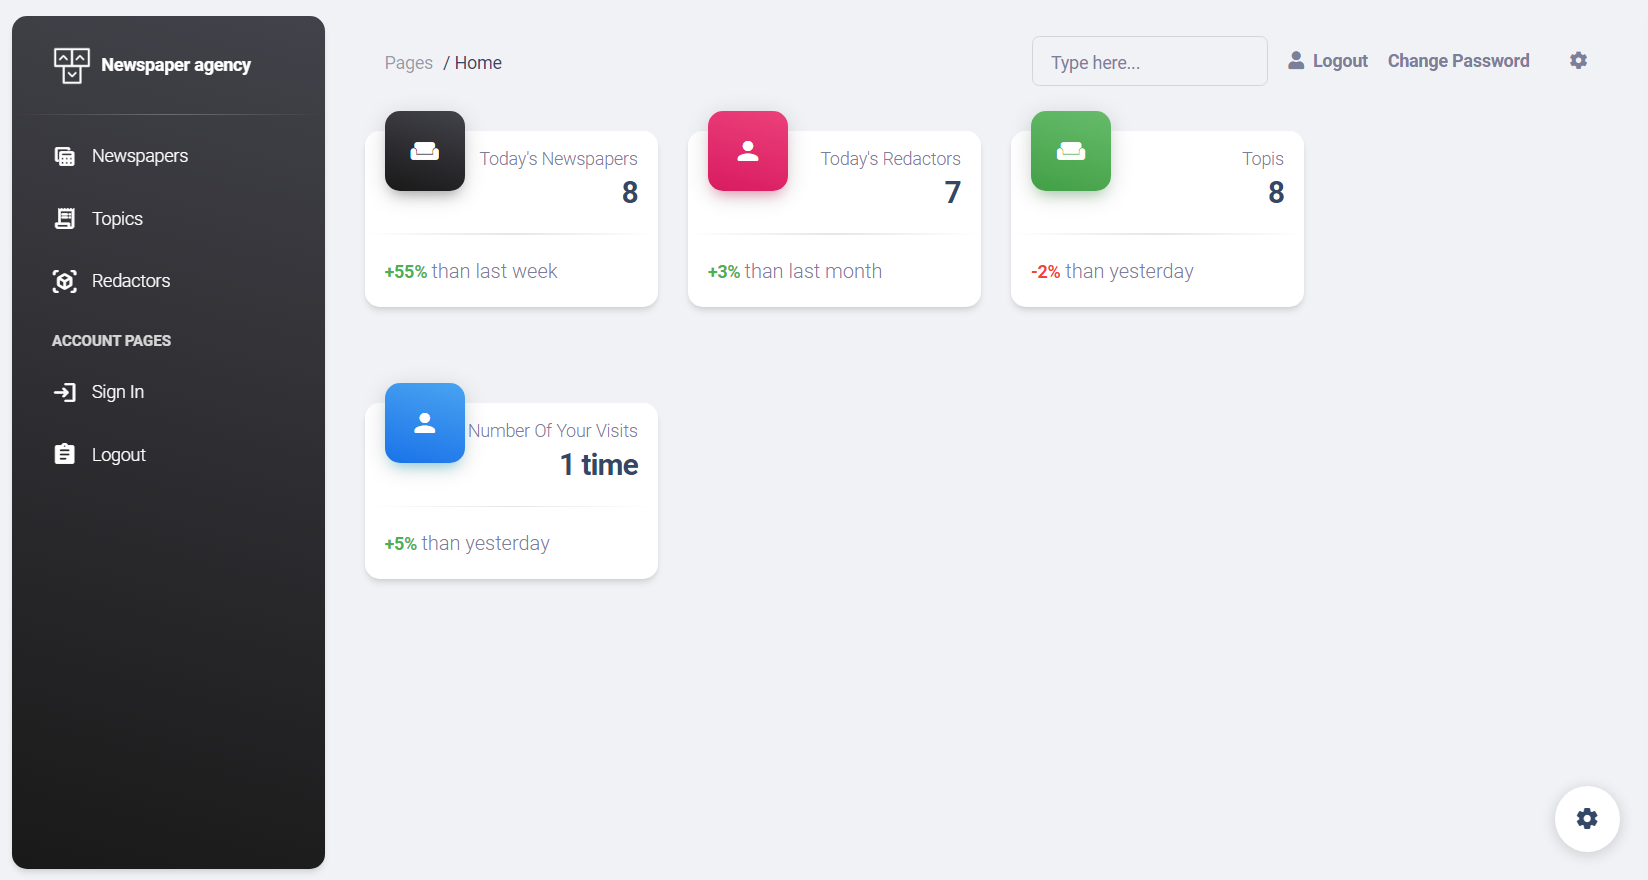 Newspaper agency
Newspapers
Topics
Redactors
ACCOUNT PAGES
Sign In
Logout
Pages / Home
Type here...
Logout
Change Password
Today's Newspapers
8
+55% than last week
Today's Redactors
7
+3% than last month
Topis
8
-2% than yesterday
Number Of Your Visits
1 time
+5% than yesterday